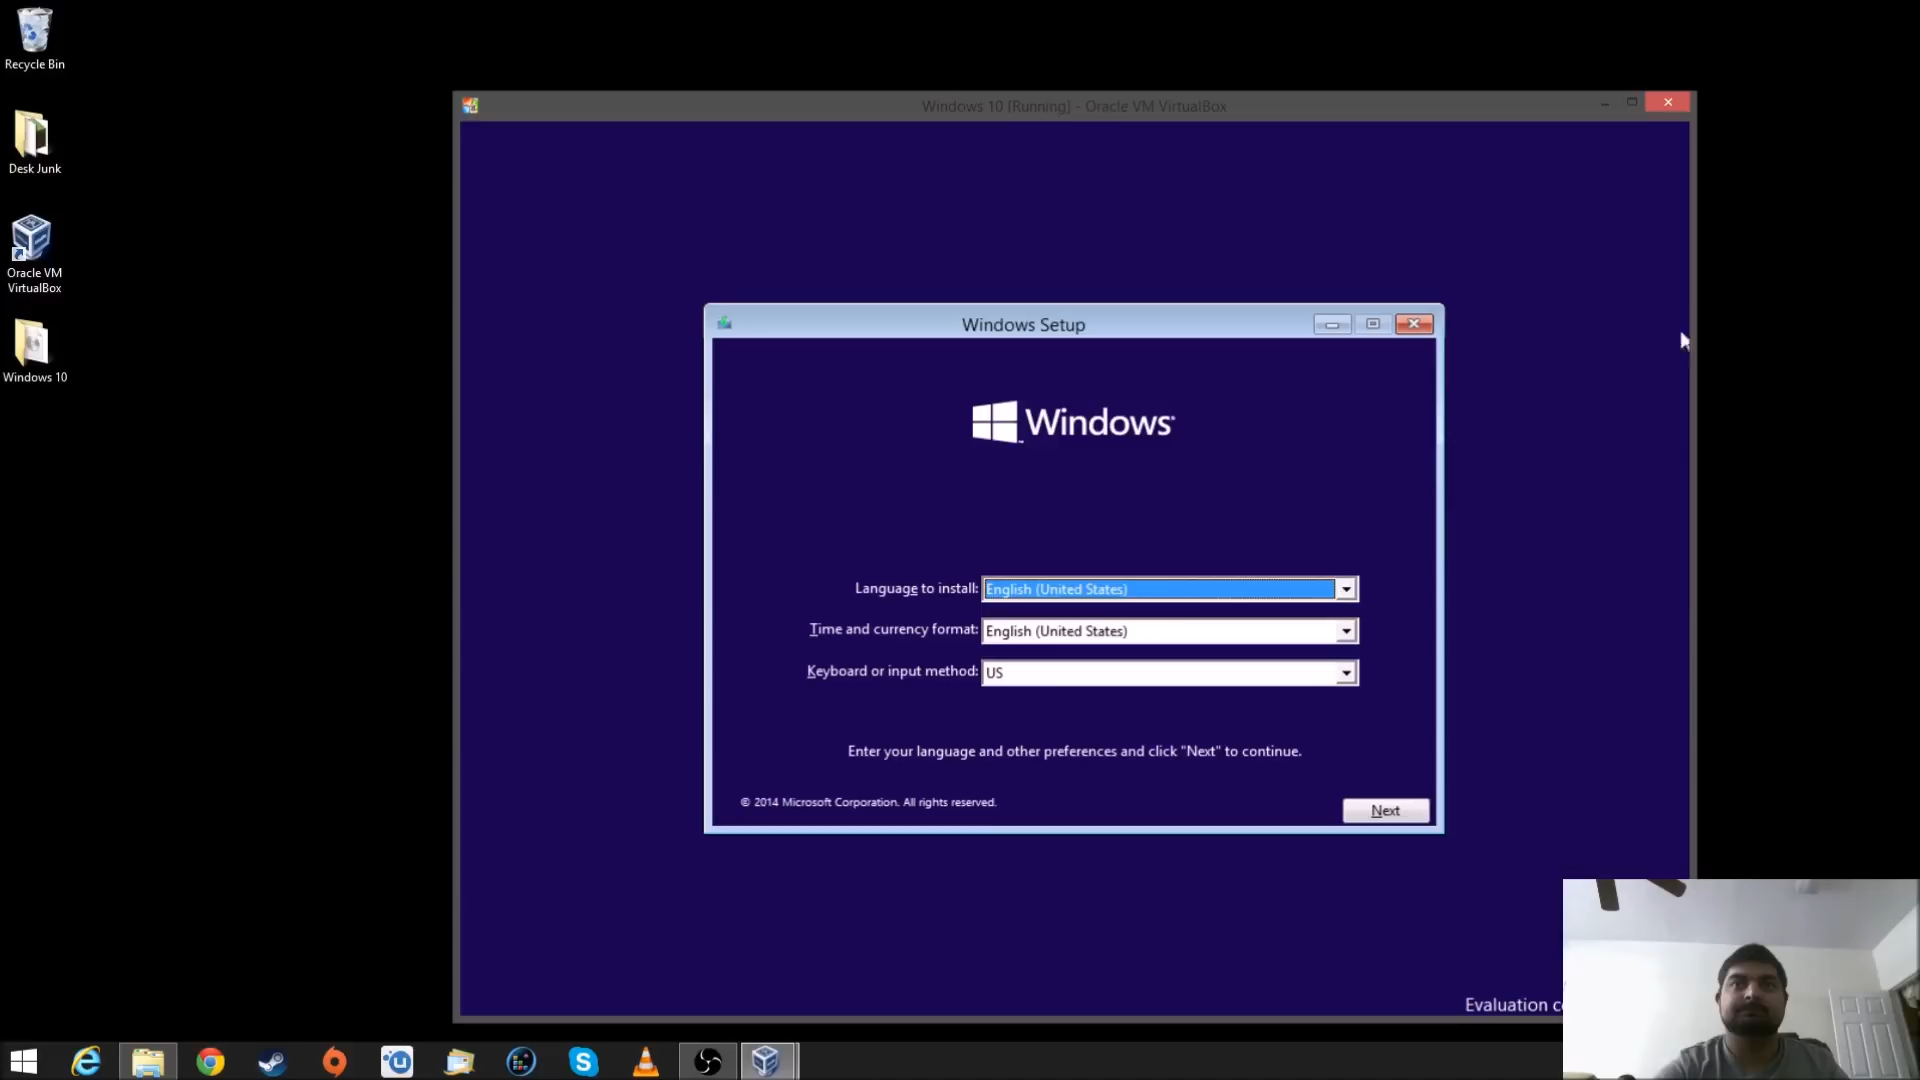 Recycle Bin
Desk Junk
Oracle VM
VirtualBox
Windows 10
Windows 10 [Running] - Oracle VM VirtualBox
Windows Setup
Windows
Language to install: English (United States)
Time and currency format: English (United States)
Keyboard or input method: US
Enter your language and other preferences and click "Next" to continue.
© 2014 Microsoft Corporation. All rights reserved.
Next
Evaluation